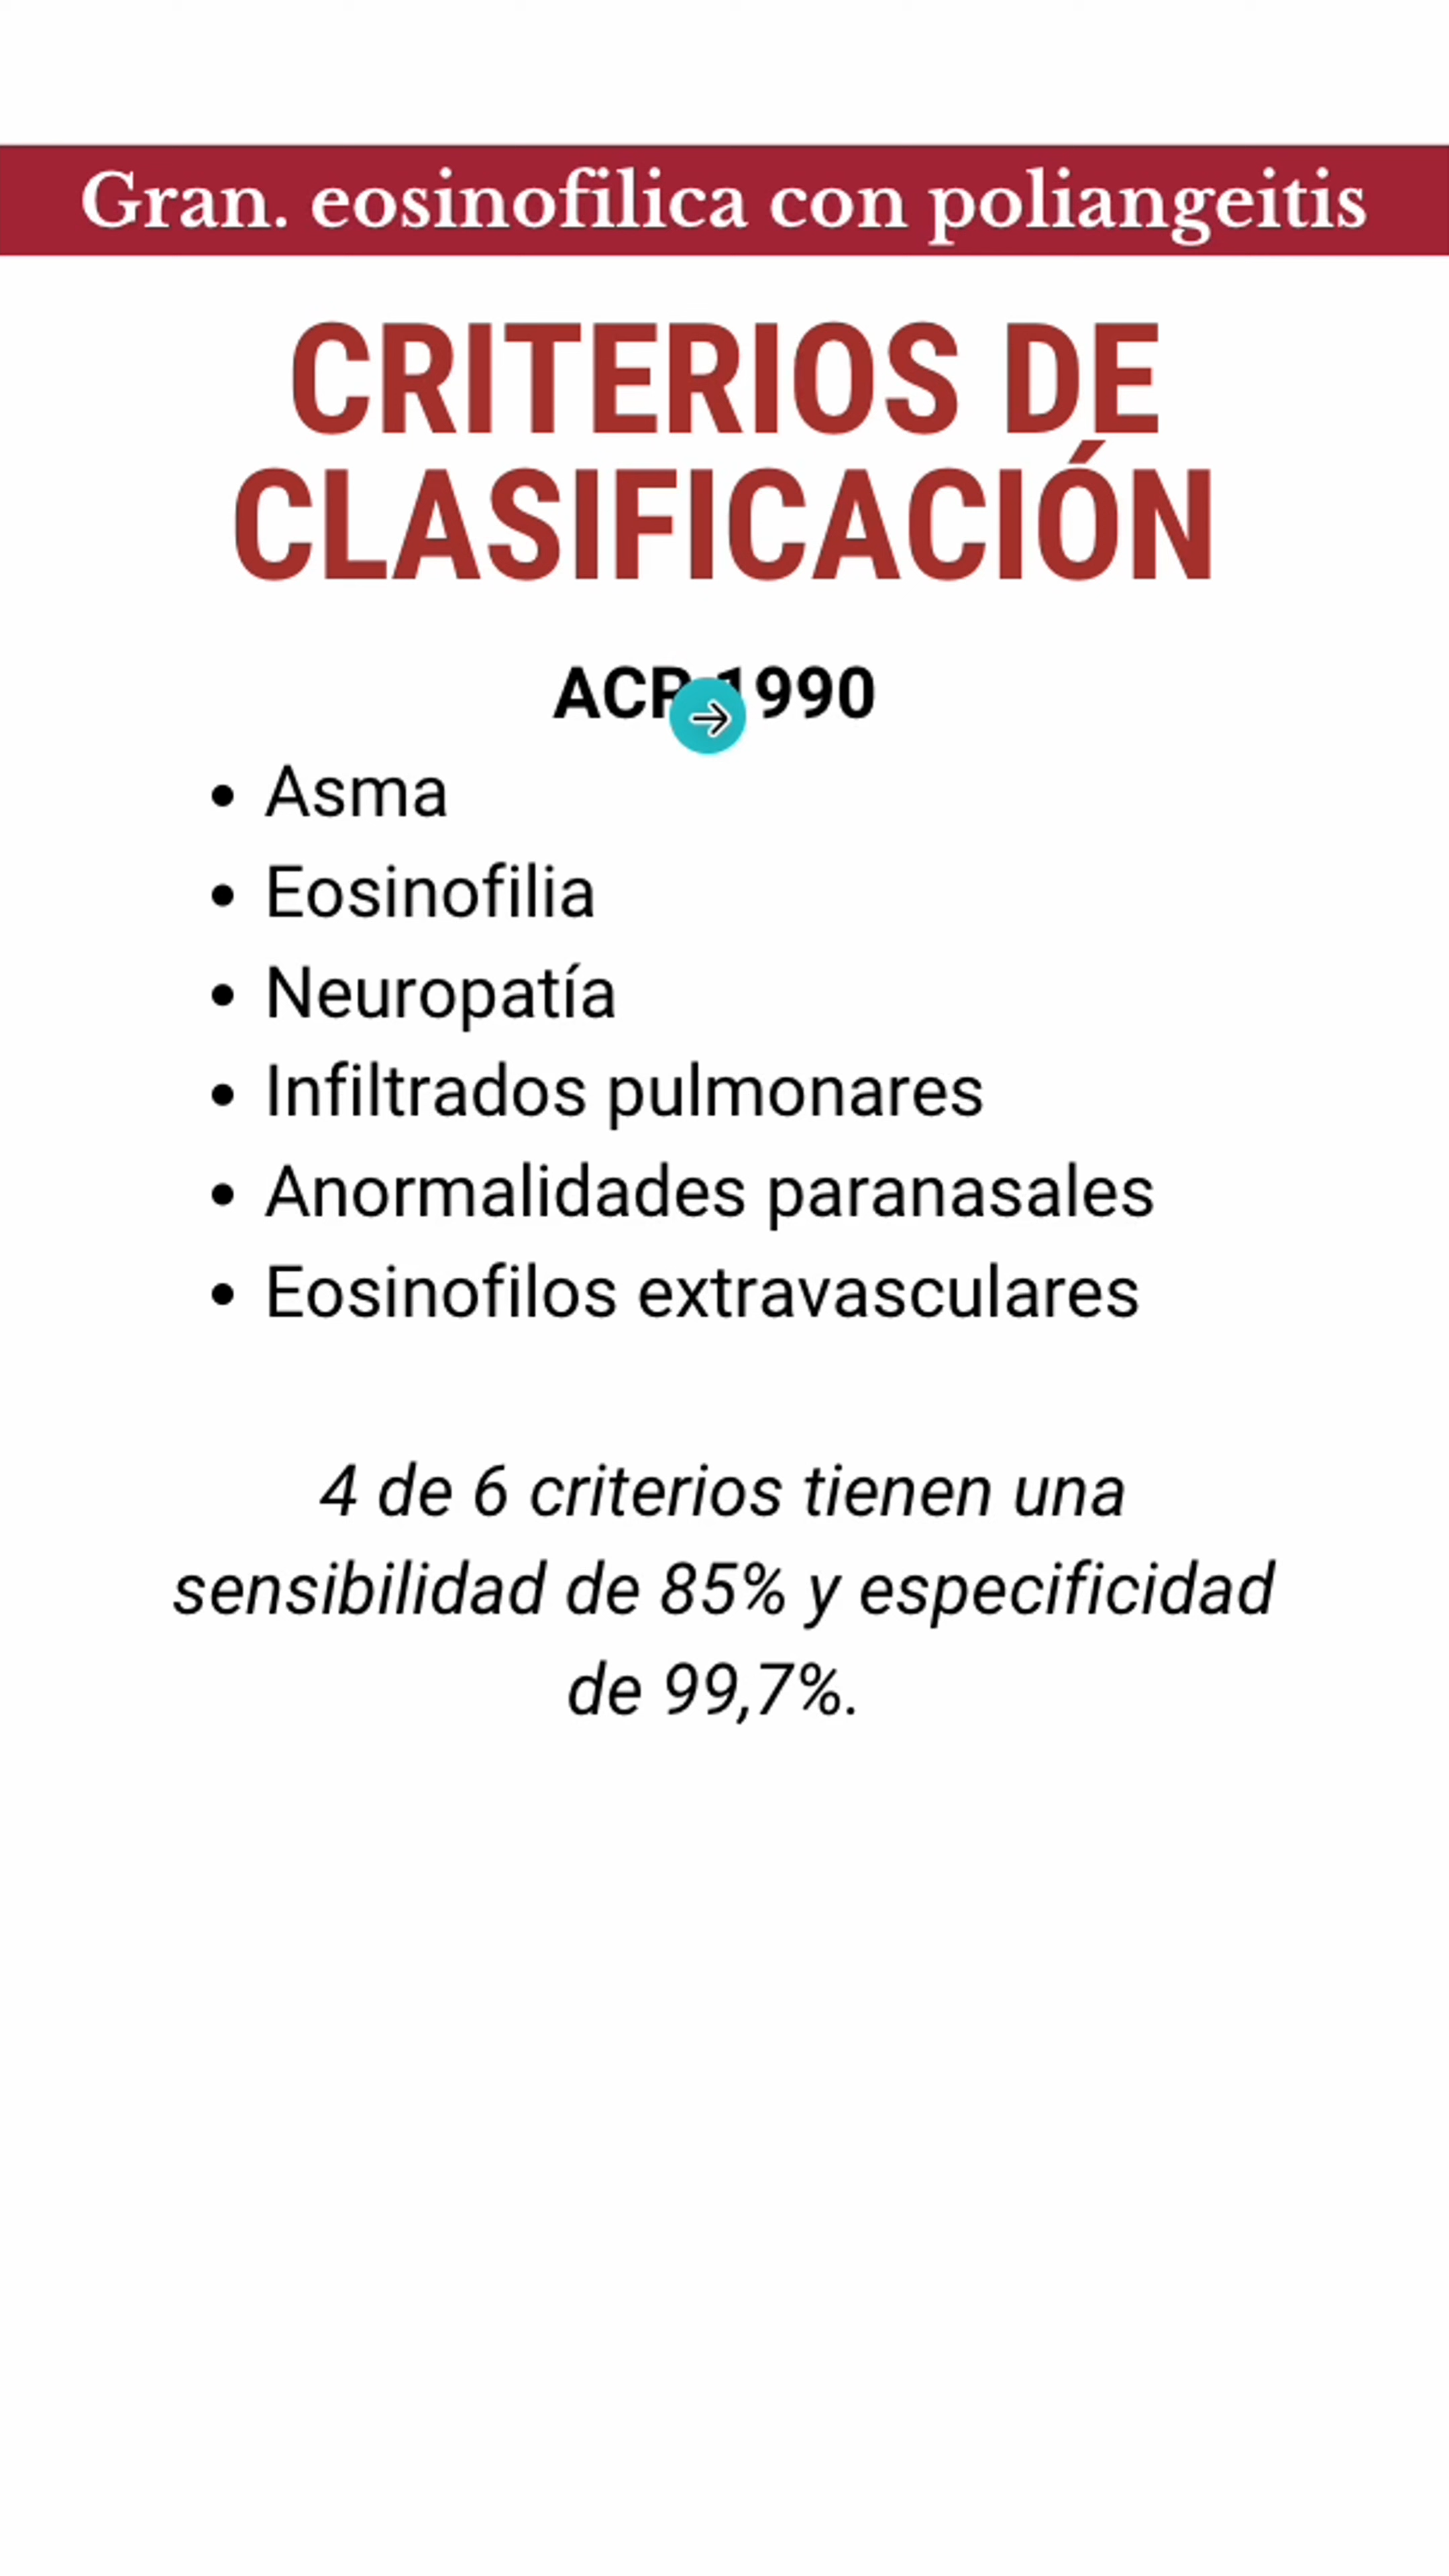 Gran. eosinofilica con poliangeitis
CRITERIOS DE
CLASIFICACIÓN
ACR 1990
• Asma
• Eosinofilia
• Neuropatía
• Infiltrados pulmonares
• Anormalidades paranasales
• Eosinofilos extravasculares
4 de 6 criterios tienen una
sensibilidad de 85% y especificidad
de 99,7%.